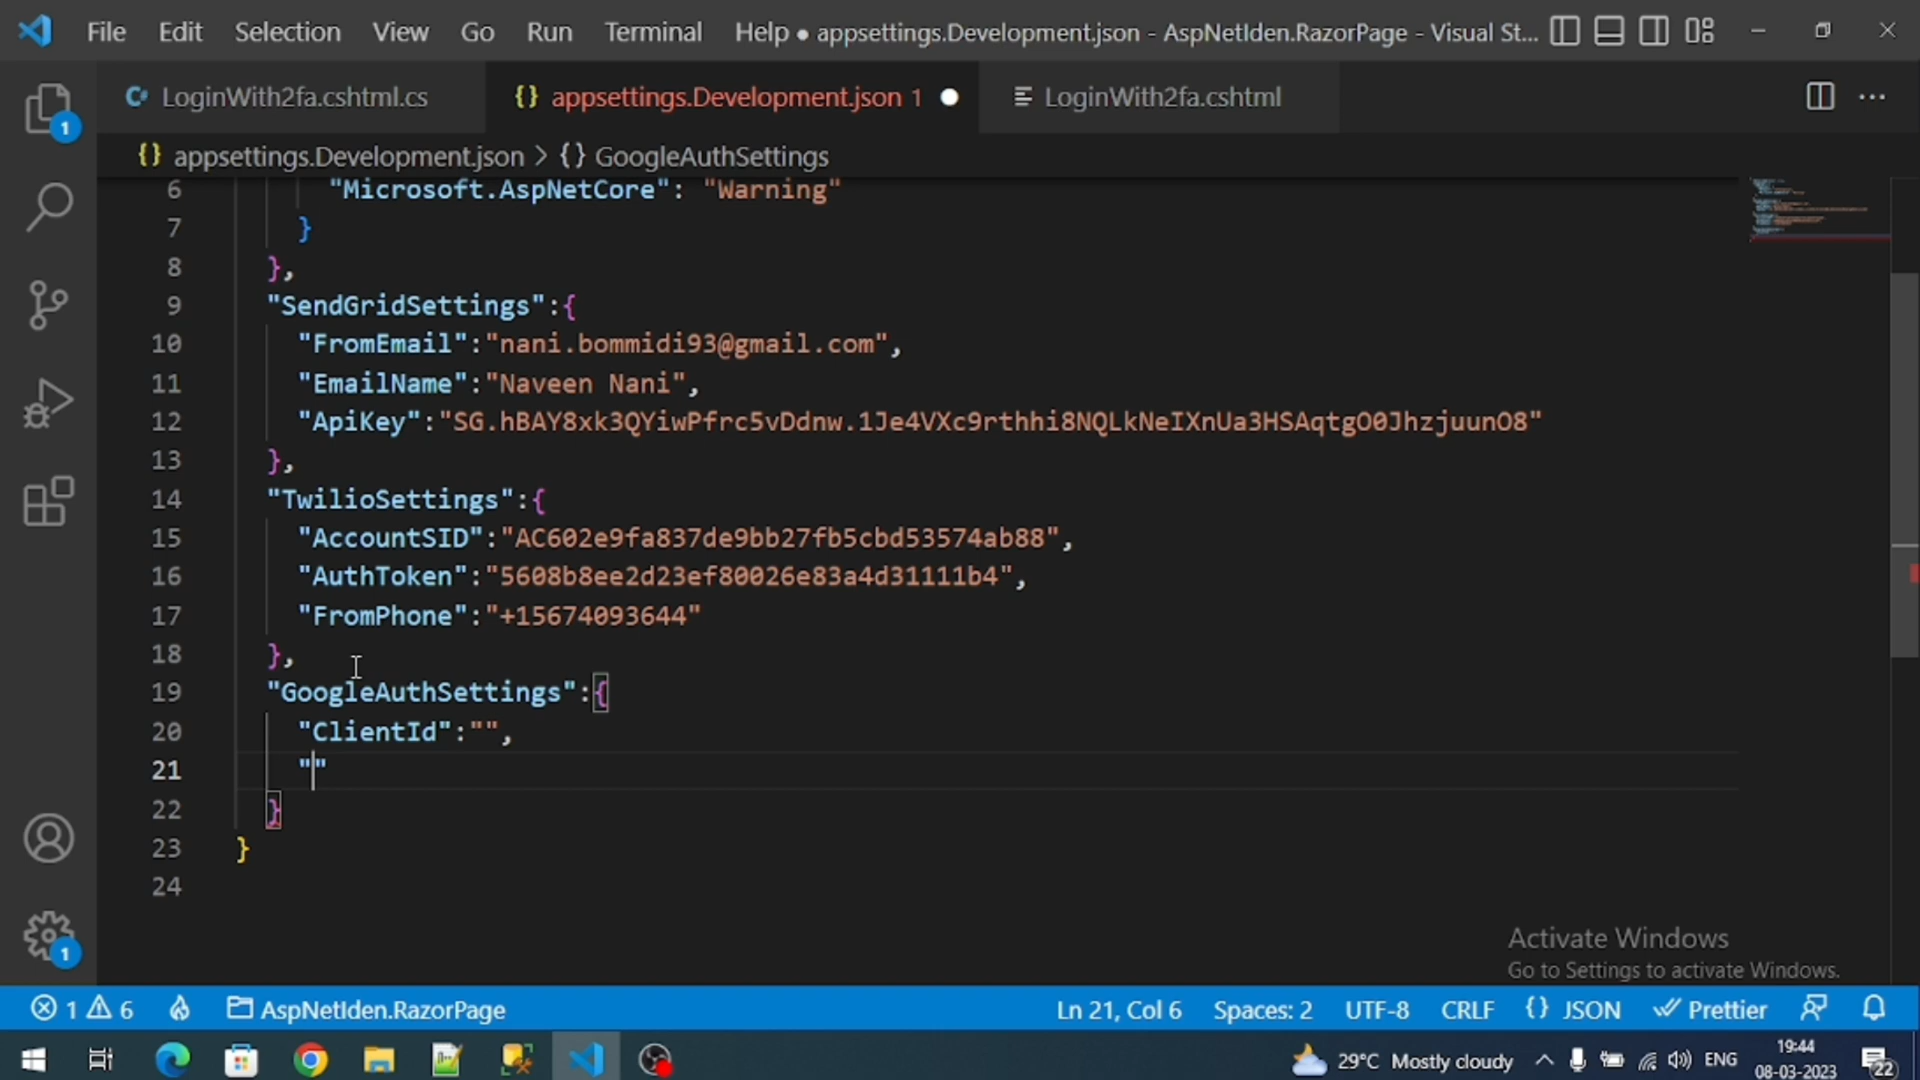 File Edit Selection View Go Run Terminal Help ● appsettings.Development.json - AspNetIden.RazorPage - Visual St...
LoginWith2fa.cshtml.cs {} appsettings.Development.json 1 ● LoginWith2fa.cshtml
{} appsettings.Development.json > {} GoogleAuthSettings
6 "Microsoft.AspNetCore": "Warning"
7 }
8 },
9 "SendGridSettings":{
10 "FromEmail":"nani.bommidi93@gmail.com",
11 "EmailName":"Naveen Nani",
12 "ApiKey":"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"
13 },
14 "TwilioSettings":{
15 "AccountSID":"AC602e9fa837de9bb27fb5cbd53574ab88",
16 "AuthToken":"5608b8ee2d23ef80026e83a4d31111b4",
17 "FromPhone":"+15674093644"
18 },
19 "GoogleAuthSettings":{
20 "ClientId":"",
21 ""
22 }
23 }
24
1
1
Activate Windows
Go to Settings to activate Windows.
1 6 AspNetIden.RazorPage Ln 21, Col 6 Spaces: 2 UTF-8 CRLF {} JSON Prettier
29°C Mostly cloudy ENG 19:44
08-03-2023 22